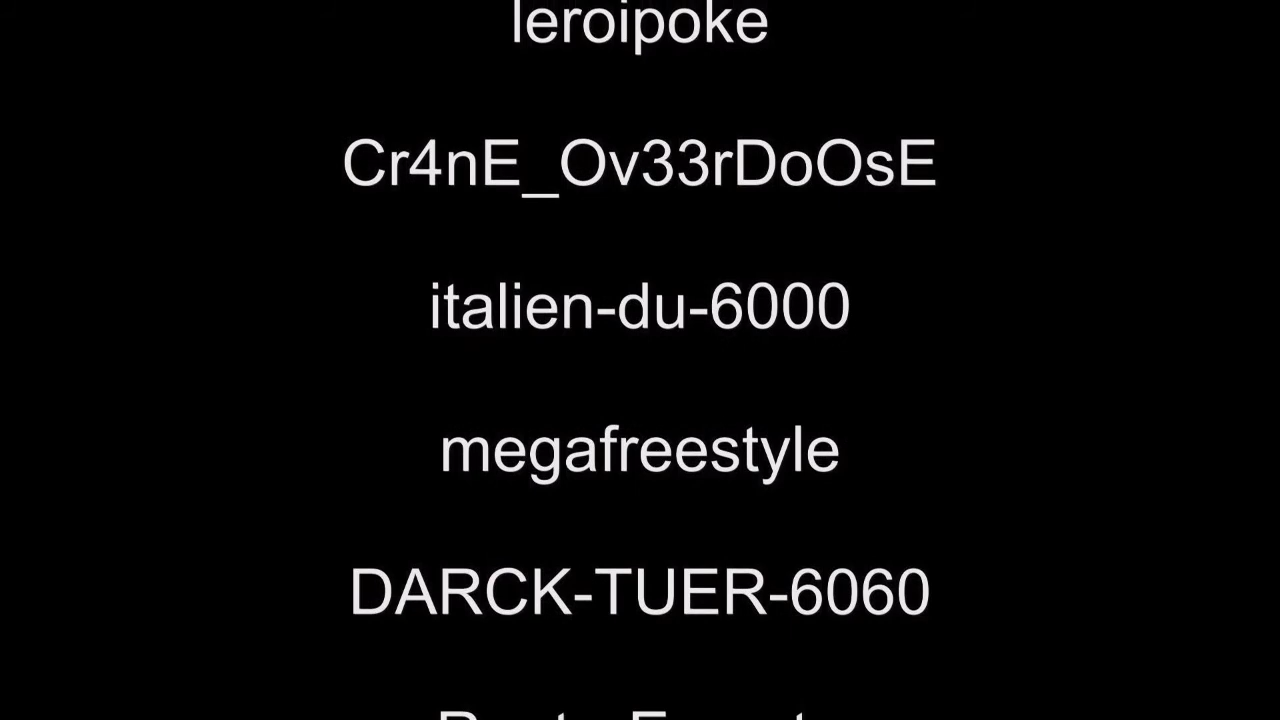 leroipoke
Cr4nE_Ov33rDoOsE
italien-du-6000
megafreestyle
DARCK-TUER-6060